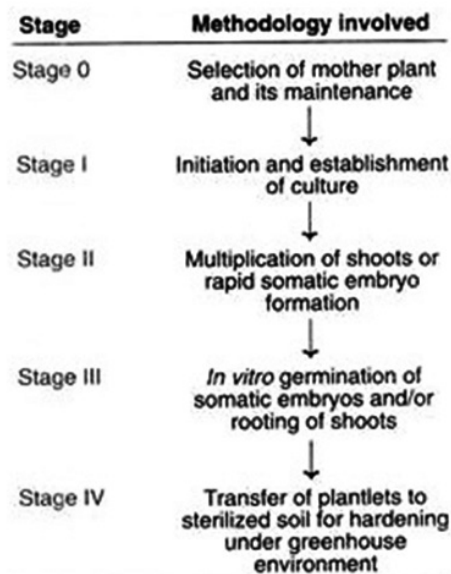 Stage Methodology involved
Stage 0 Selection of mother plant
and its maintenance
Stage I Initiation and establishment
of culture
Stage II Multiplication of shoots or
rapid somatic embryo
formation
Stage III In vitro germination of
somatic embryos and/or
rooting of shoots
Stage IV Transfer of plantlets to
sterilized soil for hardening
under greenhouse
environment